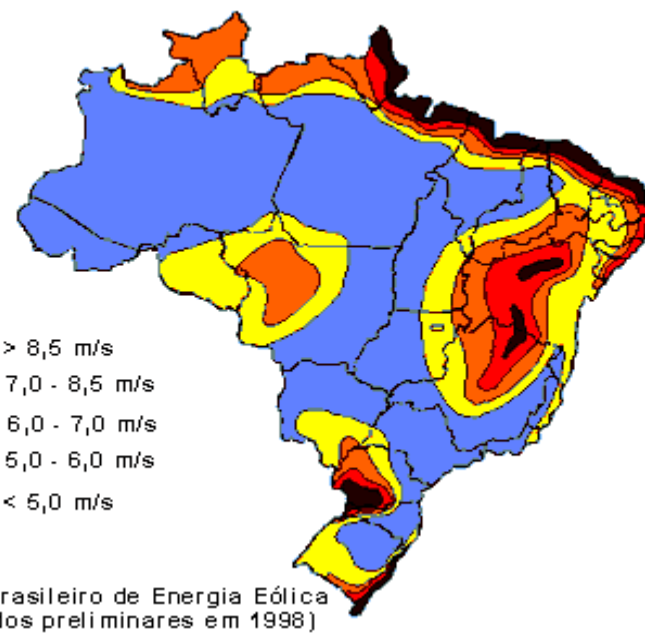 > 8,5 m/s
7,0 - 8,5 m/s
6,0 - 7,0 m/s
5,0 - 6,0 m/s
< 5,0 m/s
rasileiro de Energia Eólica
dos preliminares em 1998)